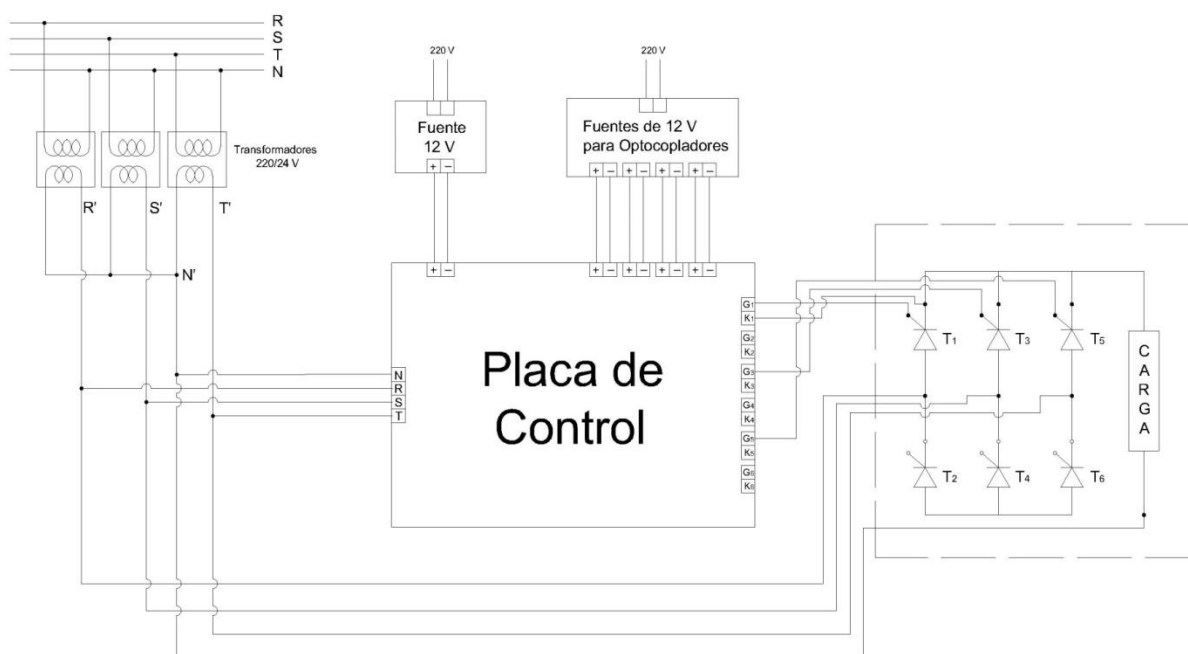 R
S
T
N
220 V
220 V
Fuente
12 V
Fuentes de 12 V
para Optocopladores
Transformadores
220/24 V
+ –
+ – + – + – + –
R' S' T'
N'
+ –
+ – + – + – + –
G1
K1
G2
K2
G3
K3
G4
K4
G5
K5
G6
K6
N
R
S
T
Placa de
Control
T1 T3 T5
T2 T4 T6
CARGA